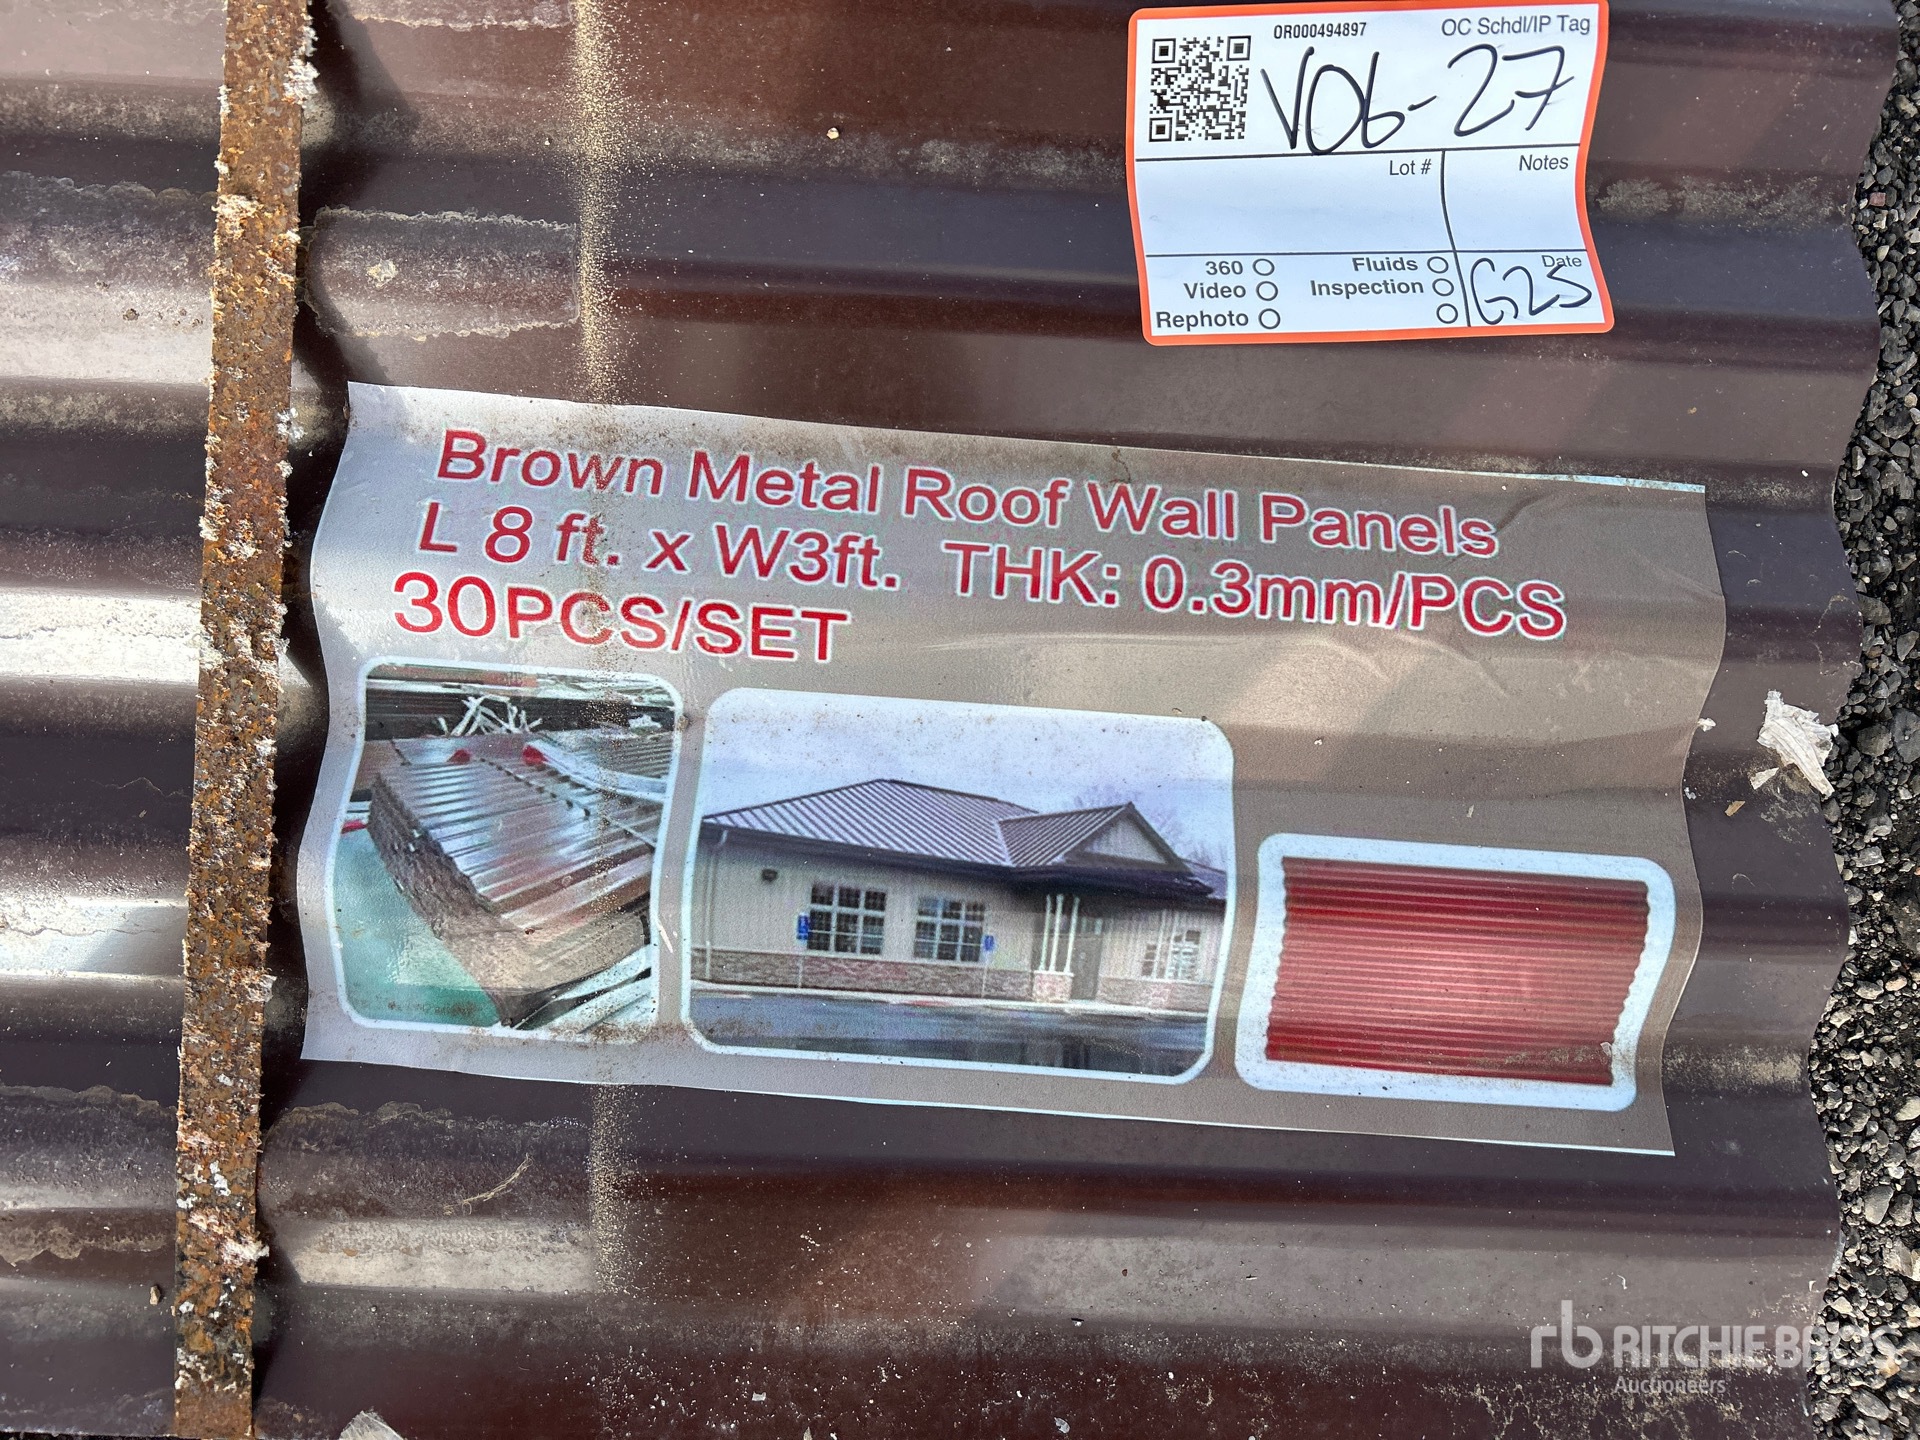 OR000494897
OC Schdl/IP Tag
V06-27
Lot #
Notes
360
Fluids
Date
Video
Inspection
G25
Rephoto
Brown Metal Roof Wall Panels
L 8 ft. x W3ft. THK: 0.3mm/PCS
30PCS/SET
rb RITCHIE BROS
Auctioneers